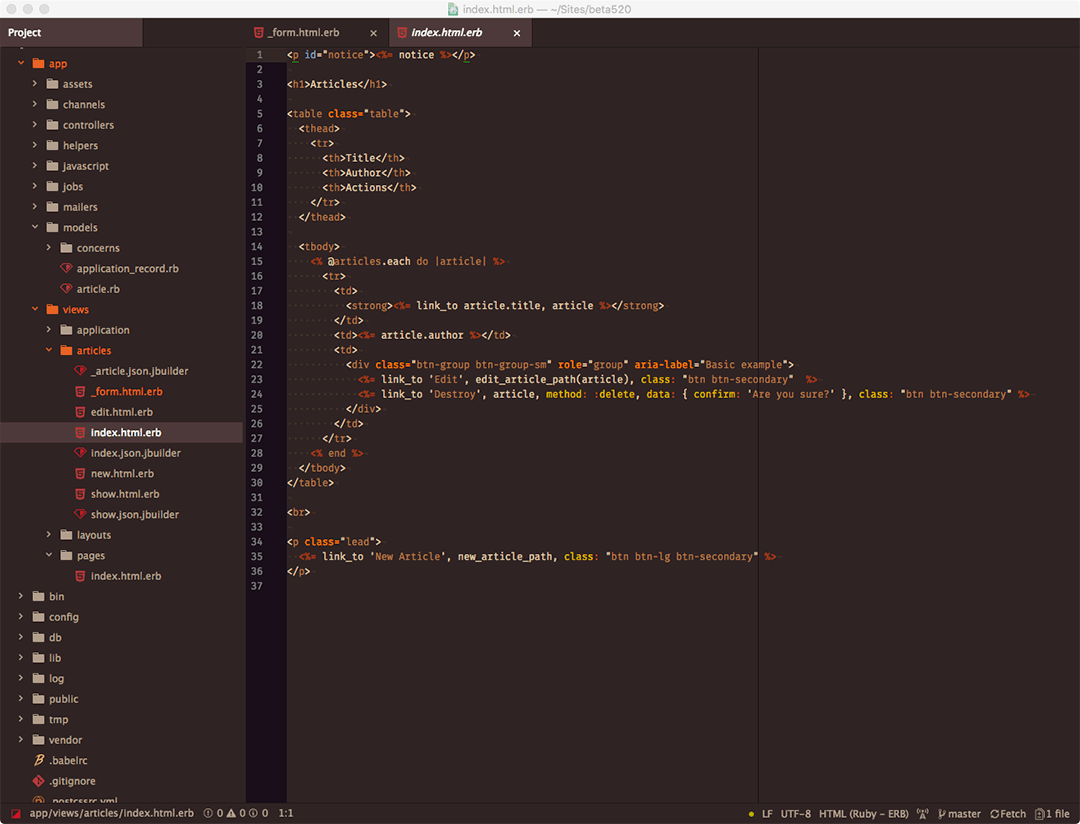 index.html.erb — ~/Sites/beta520
Project
_form.html.erb
index.html.erb
app
assets
channels
controllers
helpers
javascript
jobs
mailers
models
concerns
application_record.rb
article.rb
views
application
articles
_article.json.jbuilder
_form.html.erb
edit.html.erb
index.html.erb
index.json.jbuilder
new.html.erb
show.html.erb
show.json.jbuilder
layouts
pages
index.html.erb
bin
config
db
lib
log
public
tmp
vendor
.babelrc
.gitignore
.postcssrc.yml
1 <p id="notice"><%= notice %></p>
2
3 <h1>Articles</h1>
4
5 <table class="table">
6 <thead>
7 <tr>
8 <th>Title</th>
9 <th>Author</th>
10 <th>Actions</th>
11 </tr>
12 </thead>
13
14 <tbody>
15 <% @articles.each do |article| %>
16 <tr>
17 <td>
18 <strong><%= link_to article.title, article %></strong>
19 </td>
20 <td><%= article.author %></td>
21 <td>
22 <div class="btn-group btn-group-sm" role="group" aria-label="Basic example">
23 <%= link_to 'Edit', edit_article_path(article), class: "btn btn-secondary"  %>
24 <%= link_to 'Destroy', article, method: :delete, data: { confirm: 'Are you sure?' }, class: "btn btn-secondary" %>
25 </div>
26 </td>
27 </tr>
28 <% end %>
29 </tbody>
30 </table>
31
32 <br>
33
34 <p class="lead">
35 <%= link_to 'New Article', new_article_path, class: "btn btn-lg btn-secondary" %>
36 </p>
37
app/views/articles/index.html.erb 0 0 0 1:1 LF UTF-8 HTML (Ruby – ERB) master Fetch 1 file